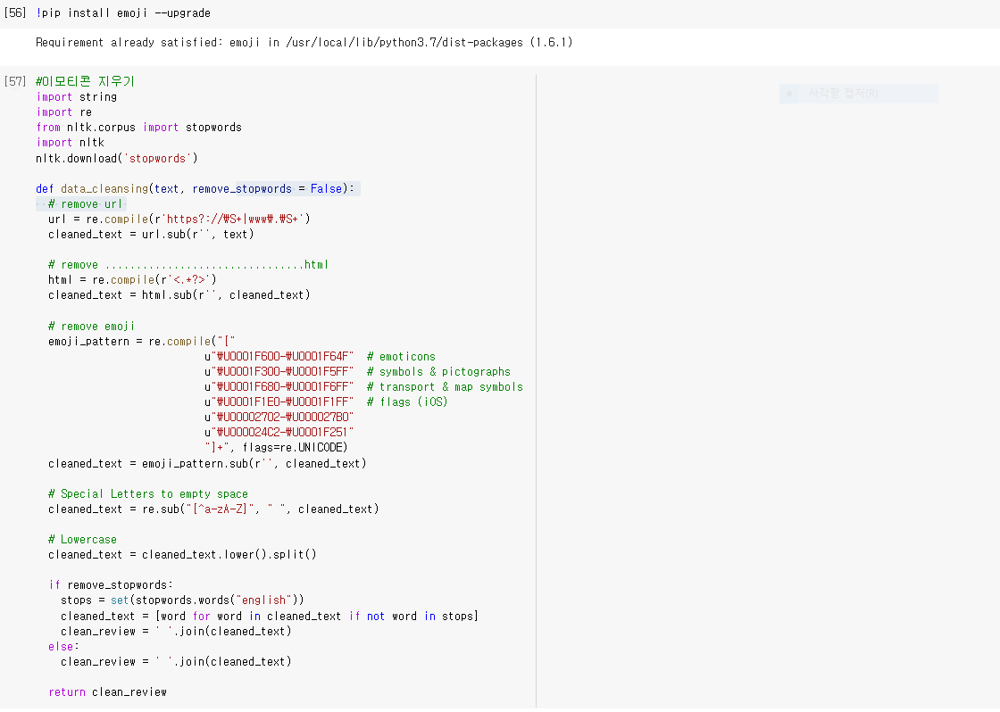 [56] !pip install emoji --upgrade
Requirement already satisfied: emoji in /usr/local/lib/python3.7/dist-packages (1.6.1)
[57] #이모티콘 지우기
import string
import re
from nltk.corpus import stopwords
import nltk
nltk.download('stopwords')
def data_cleansing(text, remove_stopwords = False):
# remove url
url = re.compile(r'https?://₩S+|www₩.₩S+')
cleaned_text = url.sub(r'', text)
# remove ................................html
html = re.compile(r'<.*?>')
cleaned_text = html.sub(r'', cleaned_text)
# remove emoji
emoji_pattern = re.compile("["
u"₩U0001F600-₩U0001F64F" # emoticons
u"₩U0001F300-₩U0001F5FF" # symbols & pictographs
u"₩U0001F680-₩U0001F6FF" # transport & map symbols
u"₩U0001F1E0-₩U0001F1FF" # flags (iOS)
u"₩U00002702-₩U000027B0"
u"₩U000024C2-₩U0001F251"
"]+", flags=re.UNICODE)
cleaned_text = emoji_pattern.sub(r'', cleaned_text)
# Special Letters to empty space
cleaned_text = re.sub("[^a-zA-Z]", " ", cleaned_text)
# Lowercase
cleaned_text = cleaned_text.lower().split()
if remove_stopwords:
stops = set(stopwords.words("english"))
cleaned_text = [word for word in cleaned_text if not word in stops]
clean_review = ' '.join(cleaned_text)
else:
clean_review = ' '.join(cleaned_text)
return clean_review
사각형 캡처(R)